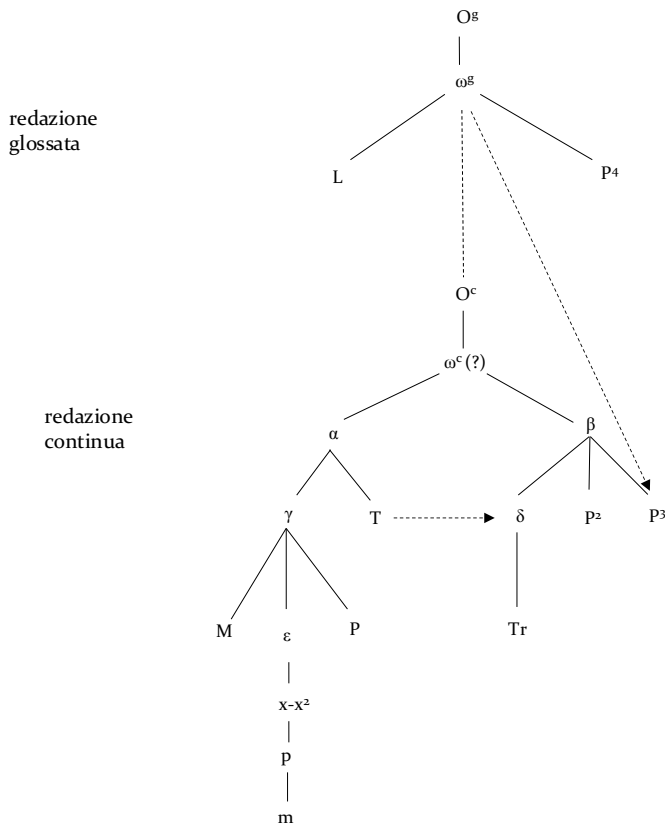 Oᵍ
ωᵍ
redazione
glossata
L
P⁴
Oᶜ
ωᶜ (?)
redazione
continua
α
β
γ
T
δ
P²
P³
M
ε
P
Tr
x-x²
p
m